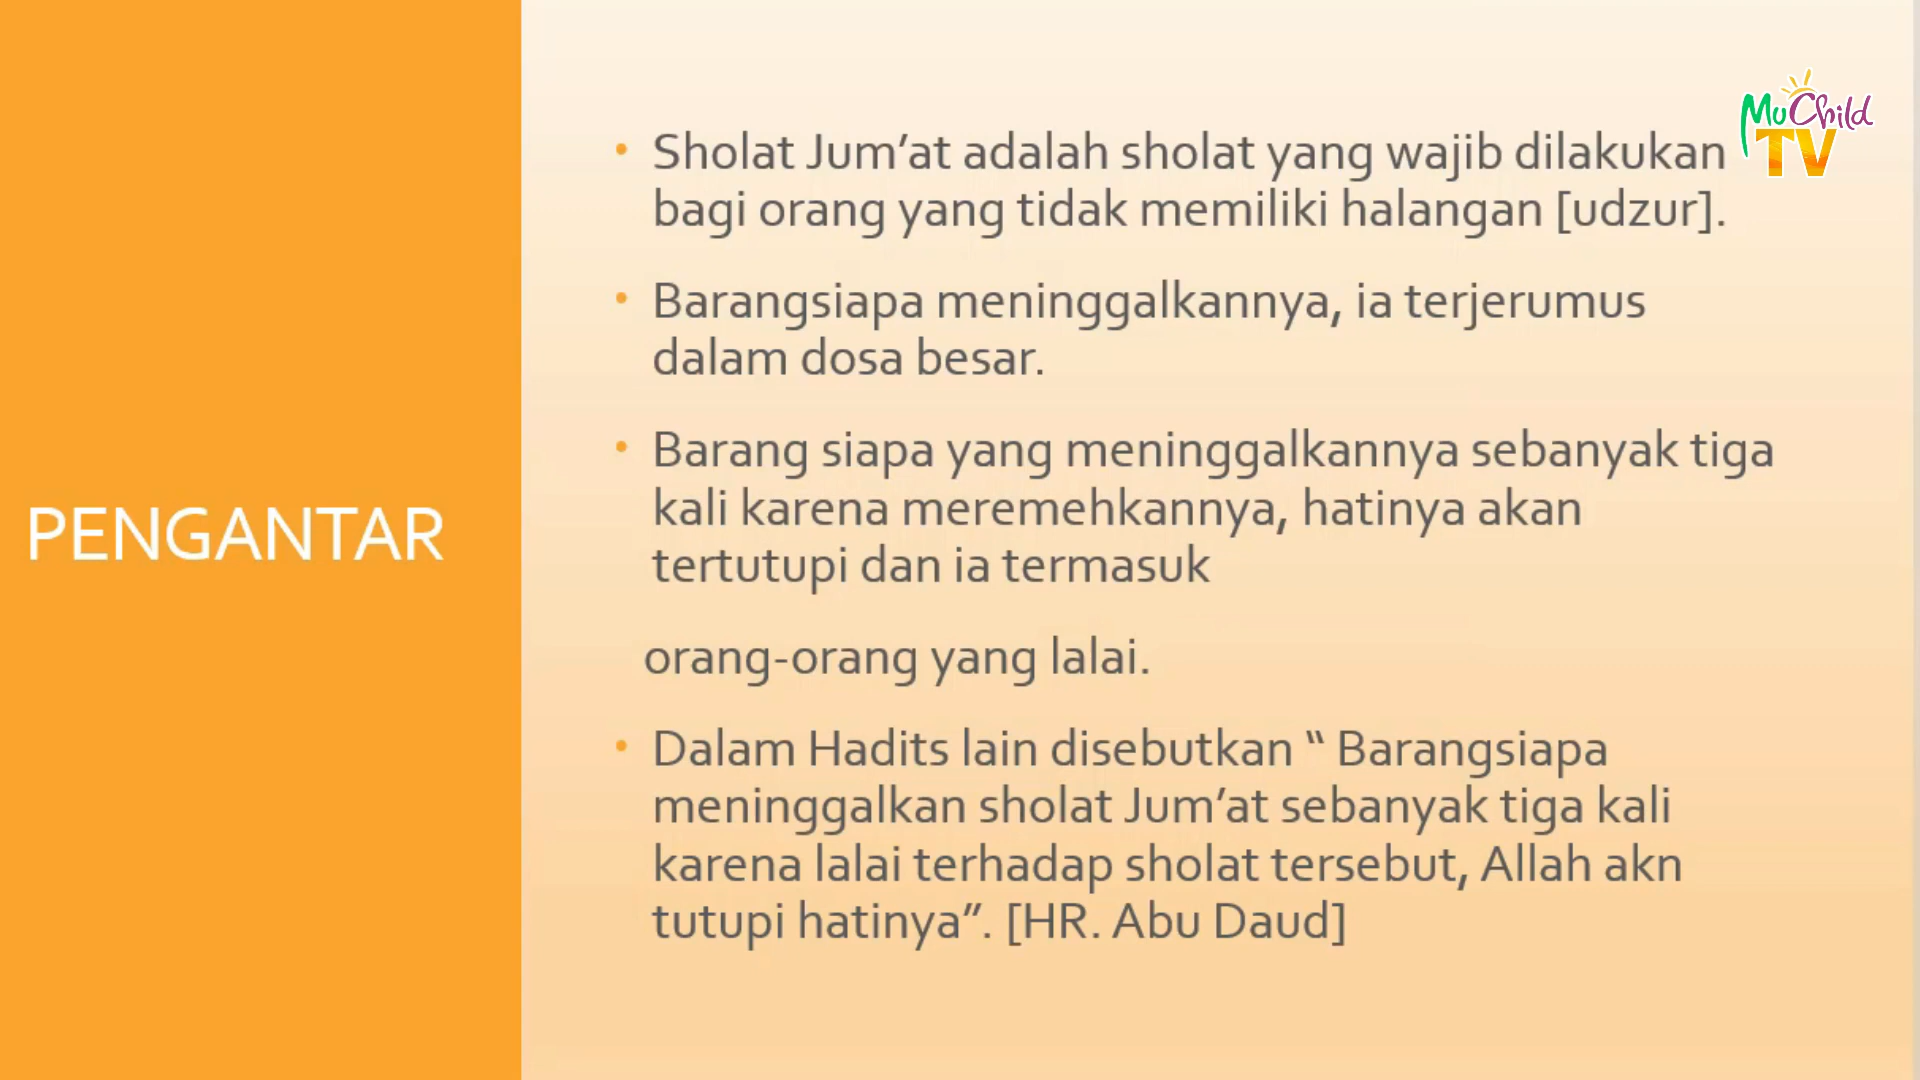 PENGANTAR
MuChild
TV
• Sholat Jum’at adalah sholat yang wajib dilakukan
bagi orang yang tidak memiliki halangan [udzur].
• Barangsiapa meninggalkannya, ia terjerumus
dalam dosa besar.
• Barang siapa yang meninggalkannya sebanyak tiga
kali karena meremehkannya, hatinya akan
tertutupi dan ia termasuk
orang-orang yang lalai.
• Dalam Hadits lain disebutkan “ Barangsiapa
meninggalkan sholat Jum’at sebanyak tiga kali
karena lalai terhadap sholat tersebut, Allah akn
tutupi hatinya”. [HR. Abu Daud]